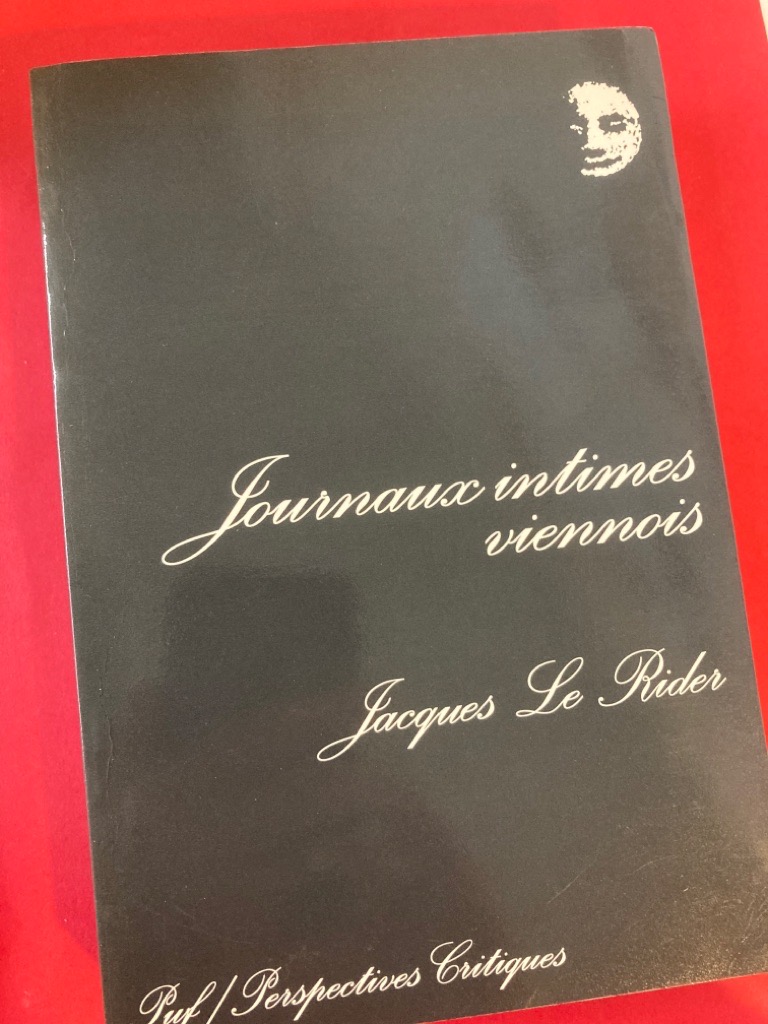 Journaux intimes
viennois
Jacques Le Rider
Puf / Perspectives Critiques